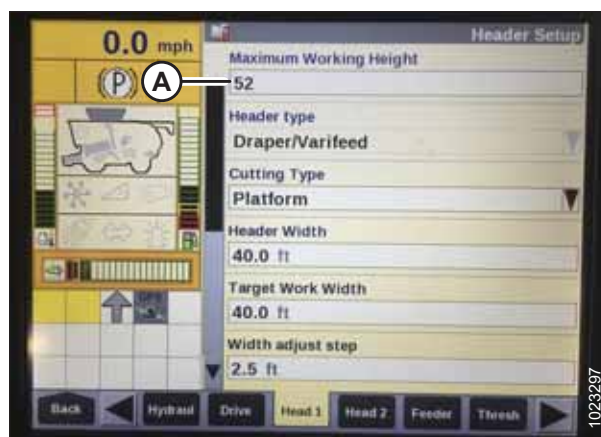 0.0 mph
Header Setup
(P)
A
Maximum Working Height
52
Header type
Draper/Varifeed
Cutting Type
Platform
Header Width
40.0 ft
Target Work Width
40.0 ft
Width adjust step
2.5 ft
Back
Hydraul
Drive
Head 1
Head 2
Feeder
Thresh
1023297